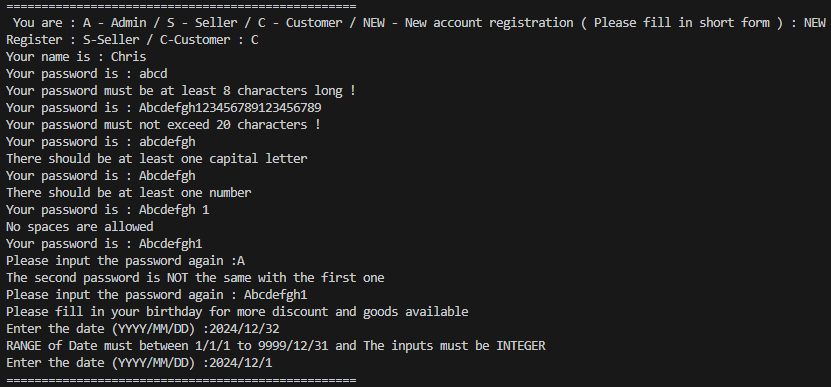 ==================================================
You are : A - Admin / S - Seller / C - Customer / NEW - New account registration ( Please fill in short form ) : NEW
Register : S-Seller / C-Customer : C
Your name is : Chris
Your password is : abcd
Your password must be at least 8 characters long !
Your password is : Abcdefgh123456789123456789
Your password must not exceed 20 characters !
Your password is : abcdefgh
There should be at least one capital letter
Your password is : Abcdefgh
There should be at least one number
Your password is : Abcdefgh 1
No spaces are allowed
Your password is : Abcdefgh1
Please input the password again :A
The second password is NOT the same with the first one
Please input the password again : Abcdefgh1
Please fill in your birthday for more discount and goods available
Enter the date (YYYY/MM/DD) :2024/12/32
RANGE of Date must between 1/1/1 to 9999/12/31 and The inputs must be INTEGER
Enter the date (YYYY/MM/DD) :2024/12/1
==================================================